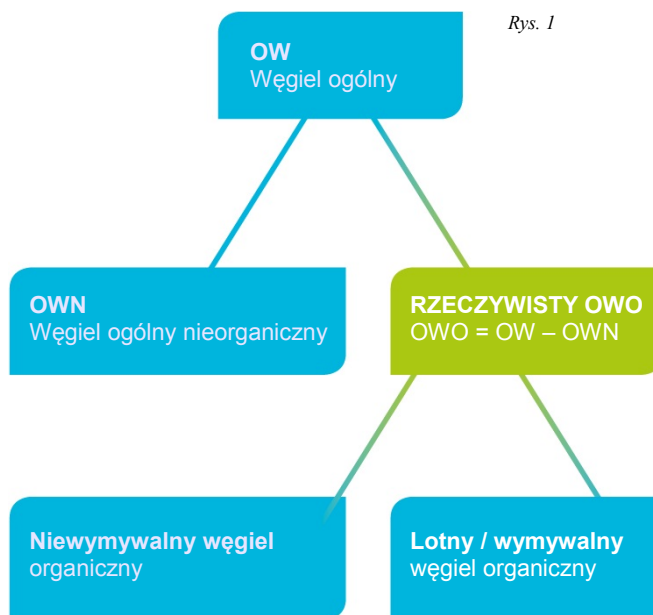 Rys. 1
OW
Węgiel ogólny
OWN
Węgiel ogólny nieorganiczny
RZECZYWISTY OWO
OWO = OW – OWN
Niewymywalny węgiel
organiczny
Lotny / wymywalny
węgiel organiczny